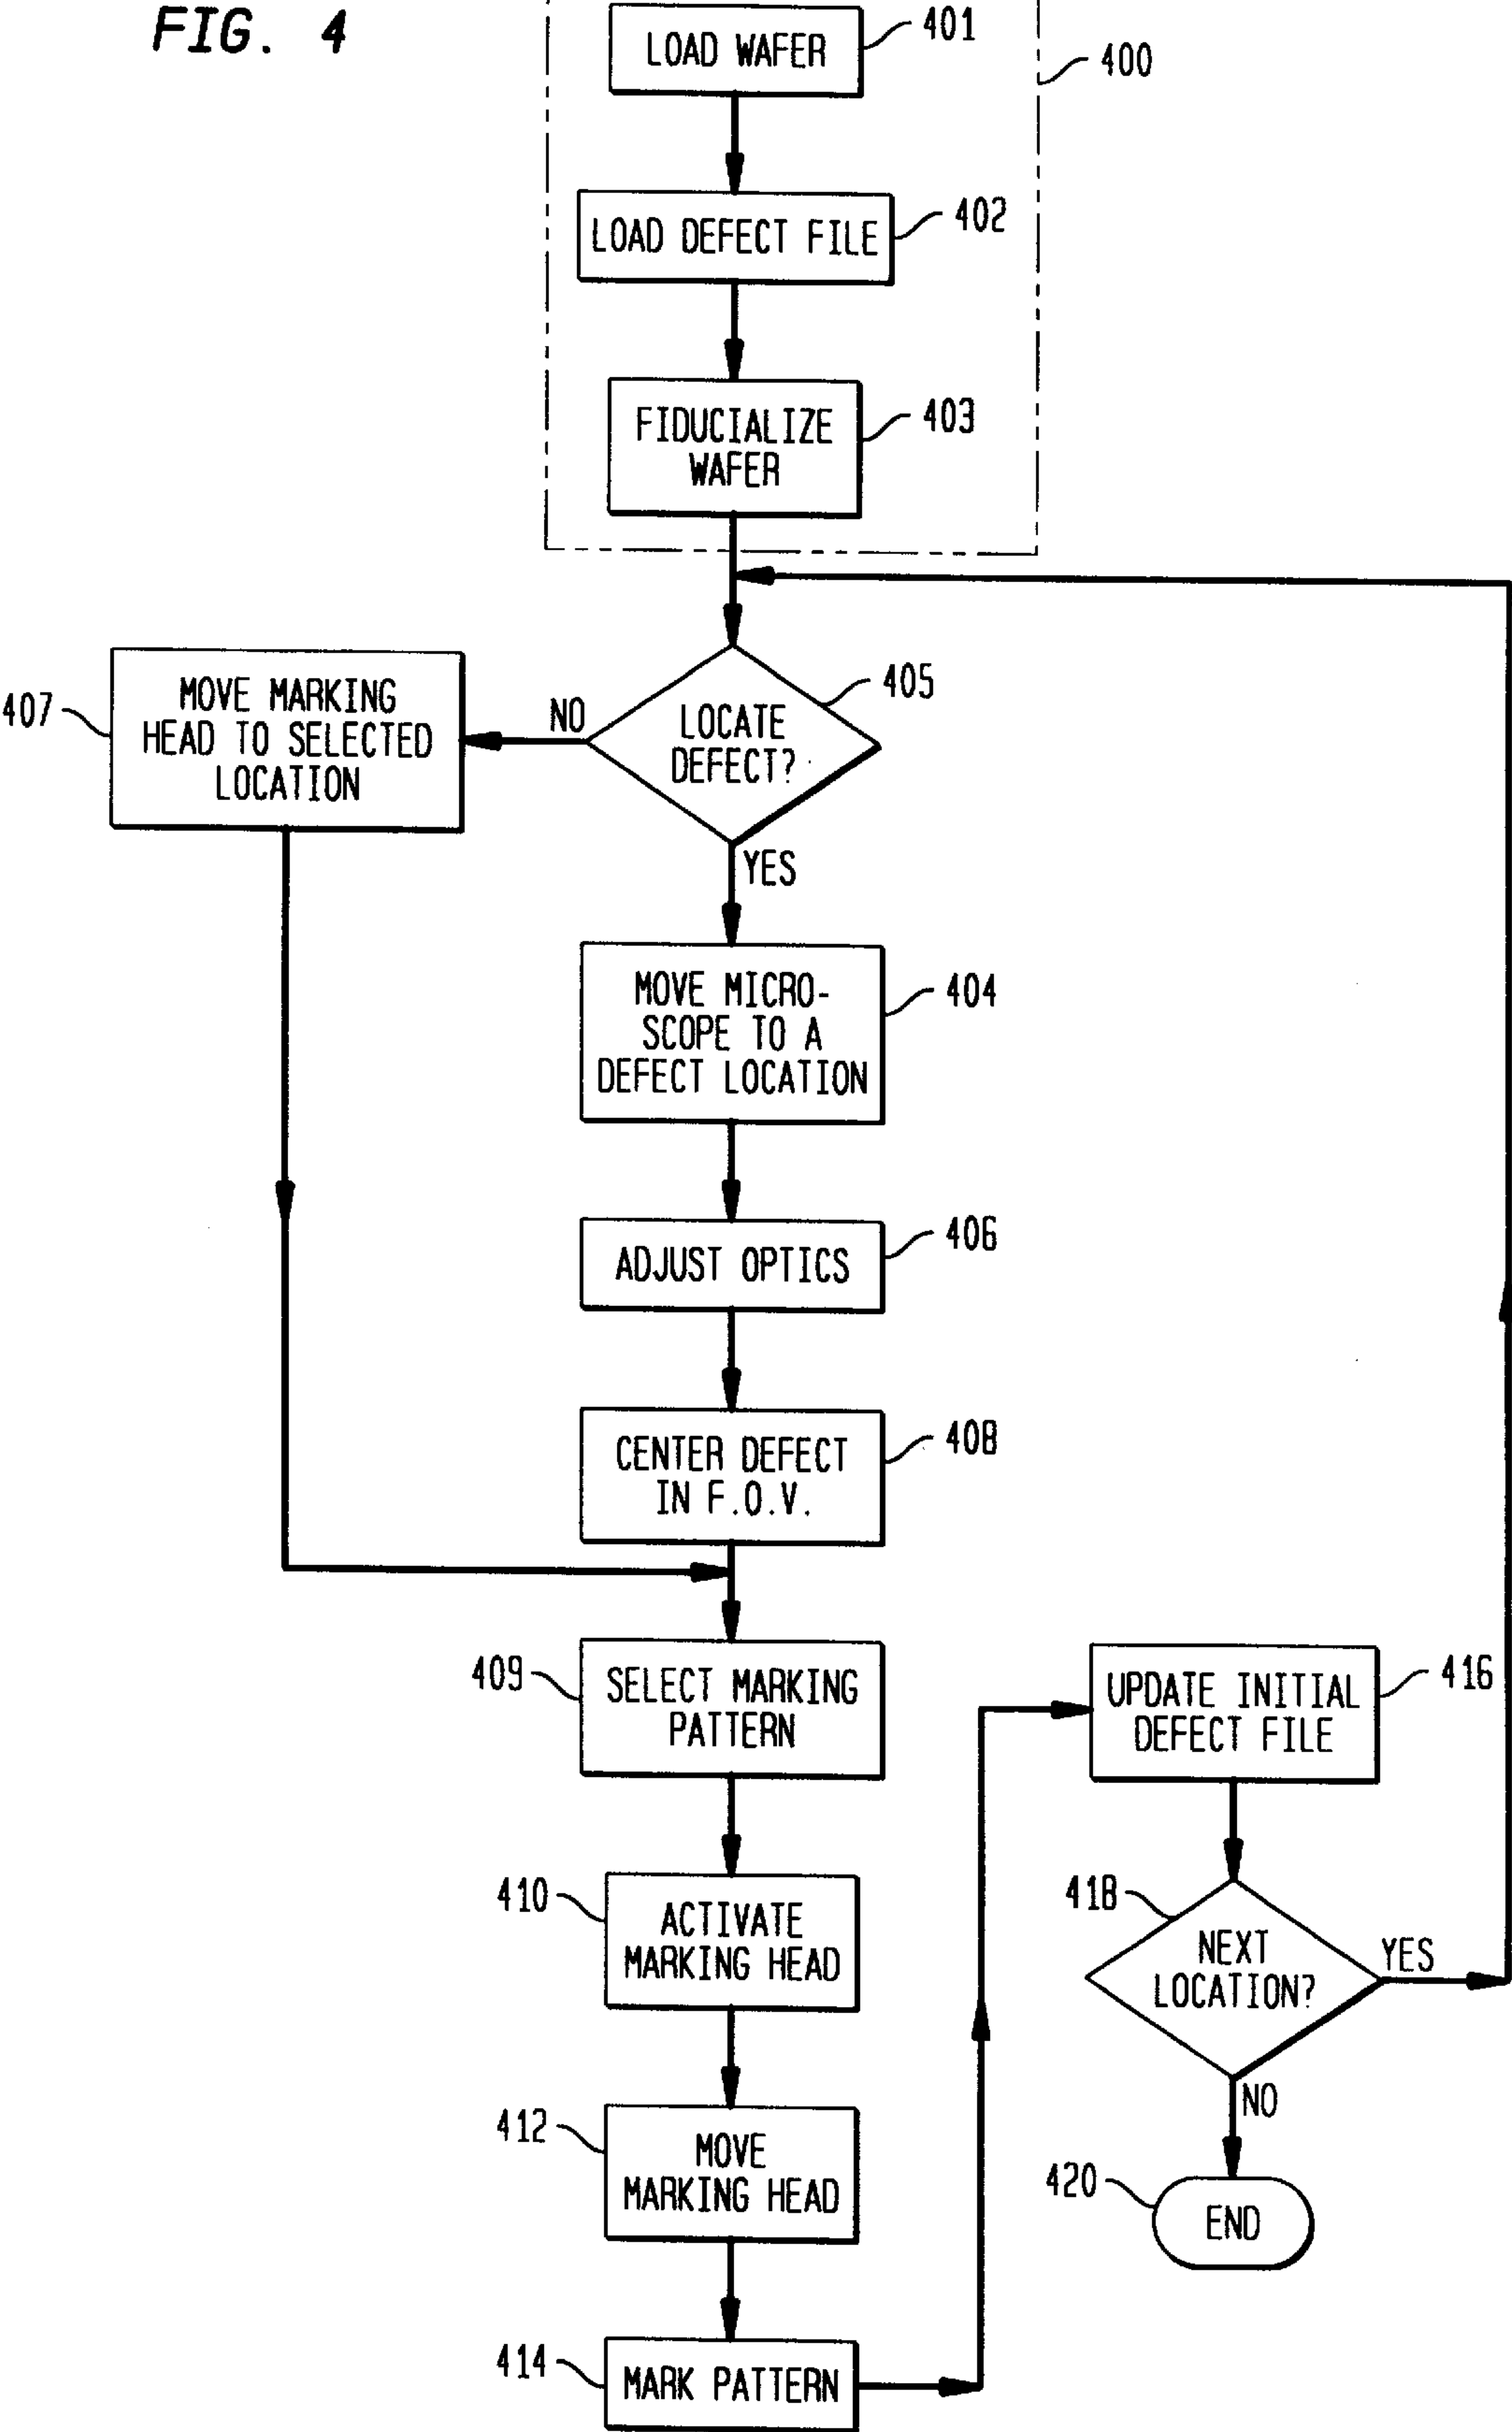 FIG. 4
LOAD WAFER
401
400
LOAD DEFECT FILE
402
FIDUCIALIZE
WAFER
403
407
MOVE MARKING
HEAD TO SELECTED
LOCATION
NO
LOCATE
DEFECT?
405
YES
MOVE MICRO-
SCOPE TO A
DEFECT LOCATION
404
ADJUST OPTICS
406
CENTER DEFECT
IN F.O.V.
408
409
SELECT MARKING
PATTERN
410
ACTIVATE
MARKING HEAD
412
MOVE
MARKING HEAD
414
MARK PATTERN
UPDATE INITIAL
DEFECT FILE
416
418
NEXT
LOCATION?
YES
NO
420
END